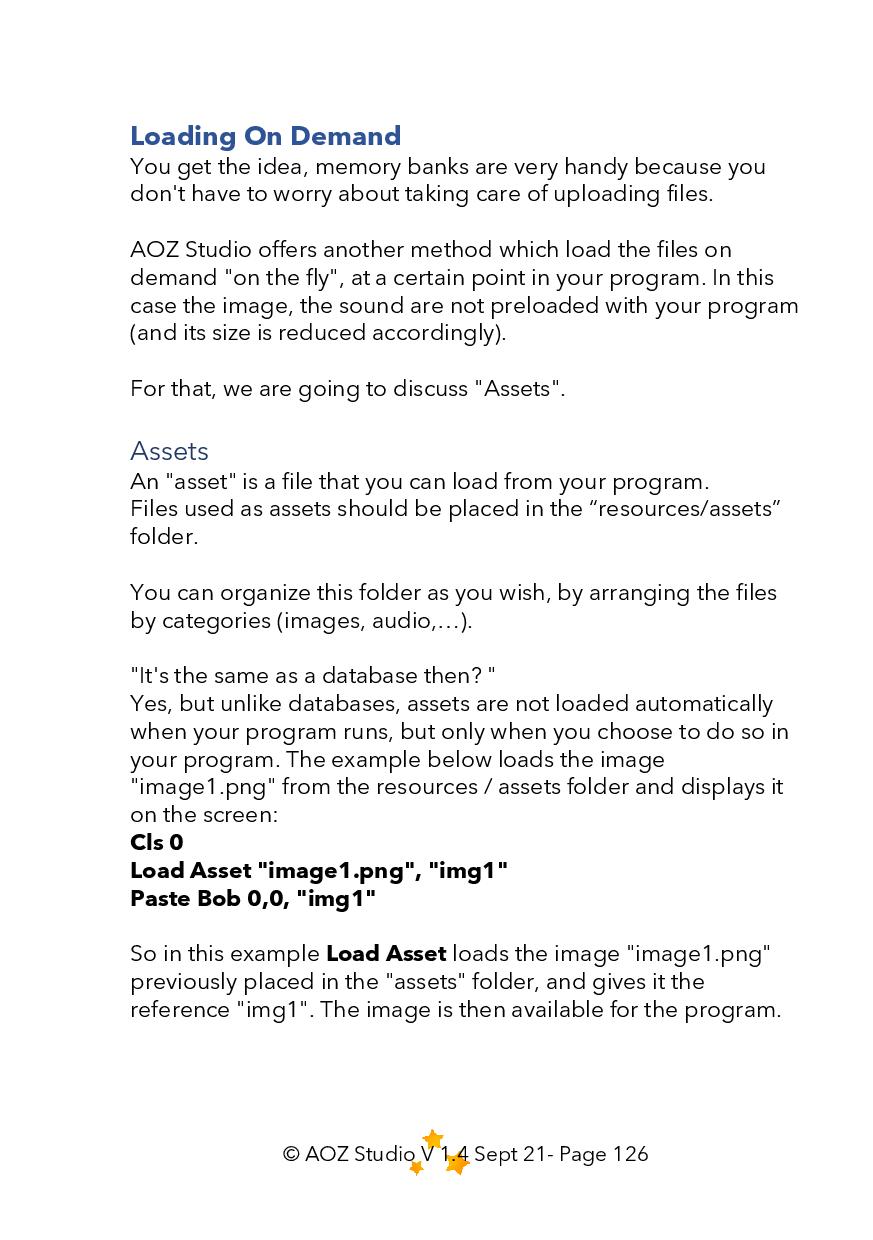 Loading On Demand
You get the idea, memory banks are very handy because you
don't have to worry about taking care of uploading files.
AOZ Studio offers another method which load the files on
demand "on the fly", at a certain point in your program. In this
case the image, the sound are not preloaded with your program
(and its size is reduced accordingly).
For that, we are going to discuss "Assets".
Assets
An "asset" is a file that you can load from your program.
Files used as assets should be placed in the “resources/assets”
folder.
You can organize this folder as you wish, by arranging the files
by categories (images, audio,…).
"It's the same as a database then? "
Yes, but unlike databases, assets are not loaded automatically
when your program runs, but only when you choose to do so in
your program. The example below loads the image
"image1.png" from the resources / assets folder and displays it
on the screen:
Cls 0
Load Asset "image1.png", "img1"
Paste Bob 0,0, "img1"
So in this example Load Asset loads the image "image1.png"
previously placed in the "assets" folder, and gives it the
reference "img1". The image is then available for the program.
© AOZ Studio V 1.4 Sept 21- Page 126